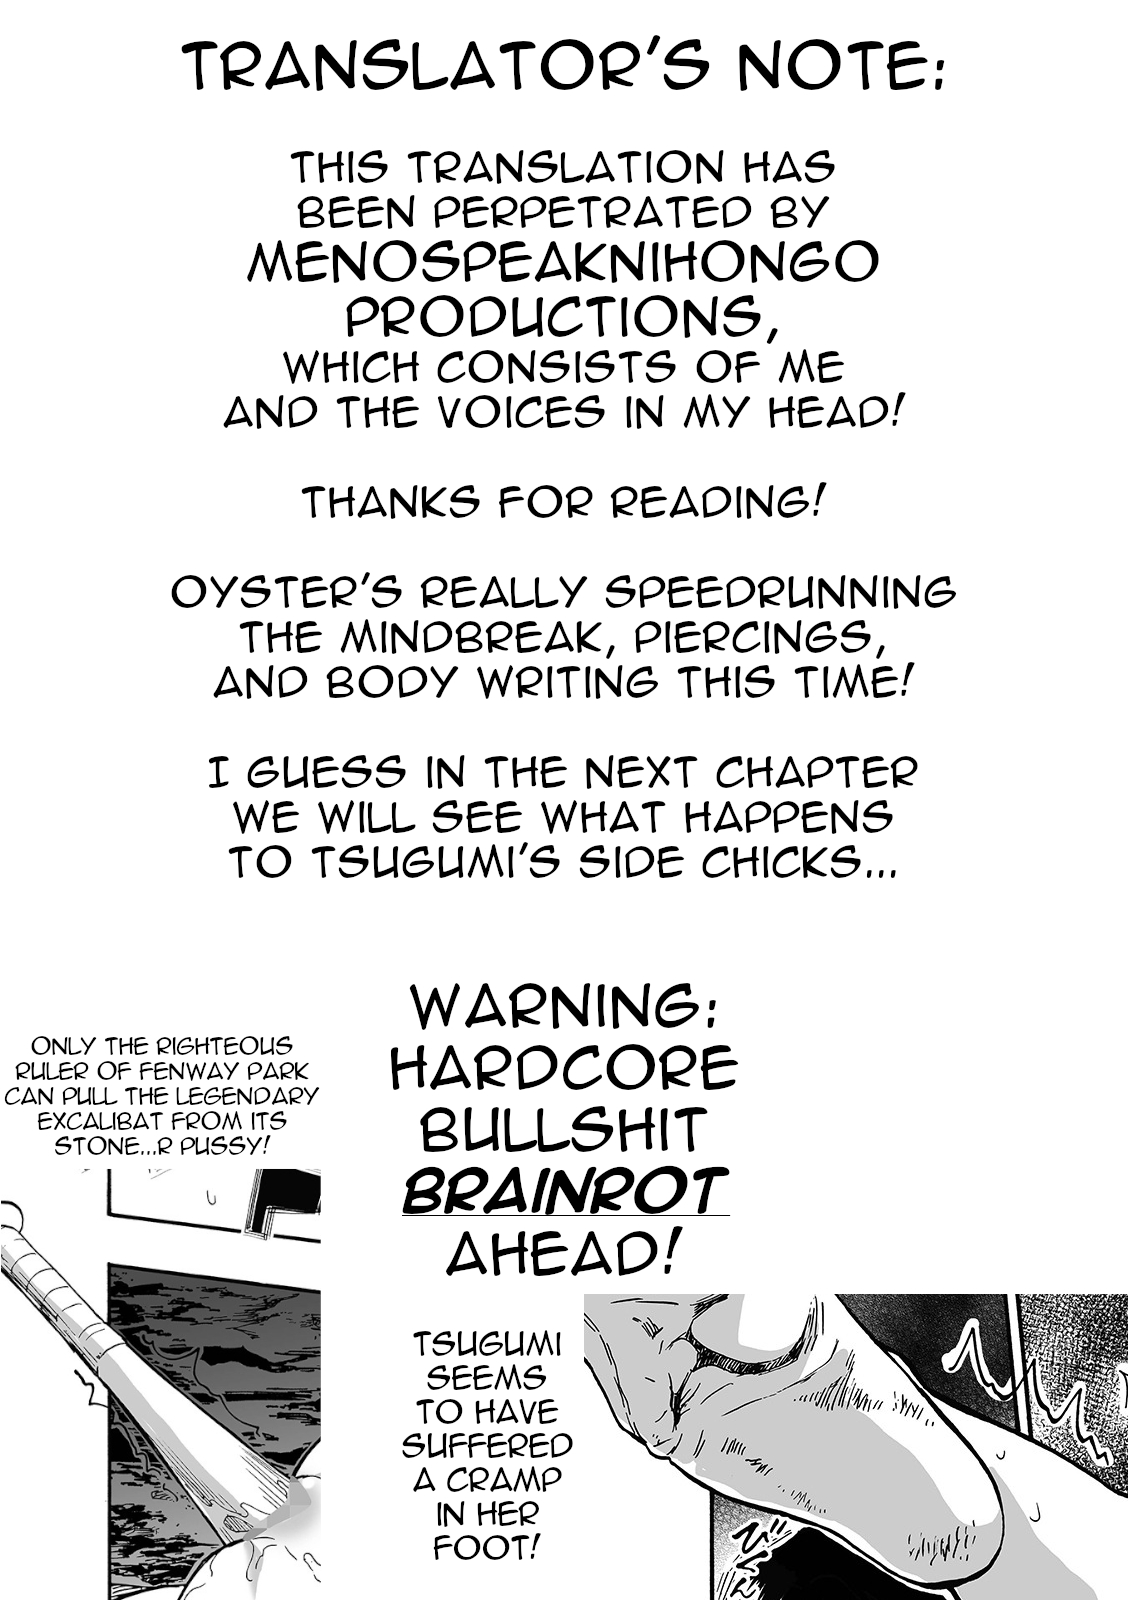 TRANSLATOR'S NOTE:
THIS TRANSLATION HAS
BEEN PERPETRATED BY
MENOSPEAKNIHONGO
PRODUCTIONS,
WHICH CONSISTS OF ME
AND THE VOICES IN MY HEAD!
THANKS FOR READING!
OYSTER'S REALLY SPEEDRUNNING
THE MINDBREAK, PIERCINGS,
AND BODY WRITING THIS TIME!
I GUESS IN THE NEXT CHAPTER
WE WILL SEE WHAT HAPPENS
TO TSUGUMI'S SIDE CHICKS...
WARNING:
HARDCORE
BULLSHIT
BRAINROT
AHEAD!
ONLY THE RIGHTEOUS
RULER OF FENWAY PARK
CAN PULL THE LEGENDARY
EXCALIBAT FROM ITS
STONE...R PUSSY!
TSUGUMI
SEEMS
TO HAVE
SUFFERED
A CRAMP
IN HER
FOOT!
びくん